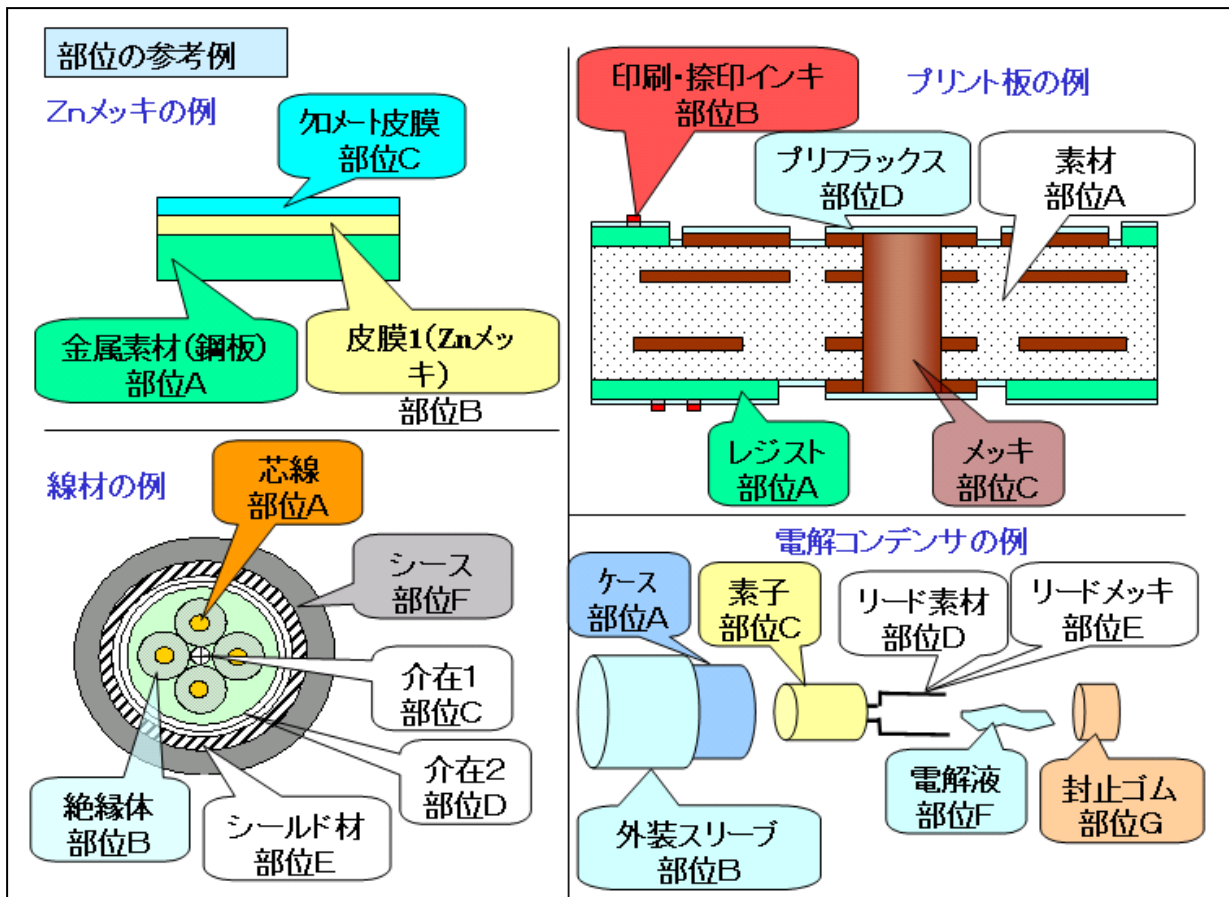 部位の参考例
Znメッキの例
クロメート皮膜
部位C
金属素材(鋼板)
部位A
皮膜1(Znメッ
キ)
部位B
プリント板の例
印刷・捺印インキ
部位B
プリフラックス
部位D
素材
部位A
レジスト
部位A
メッキ
部位C
線材の例
芯線
部位A
シース
部位F
介在1
部位C
介在2
部位D
絶縁体
部位B
シールド材
部位E
電解コンデンサの例
ケース
部位A
素子
部位C
リード素材
部位D
リードメッキ
部位E
外装スリーブ
部位B
電解液
部位F
封止ゴム
部位G